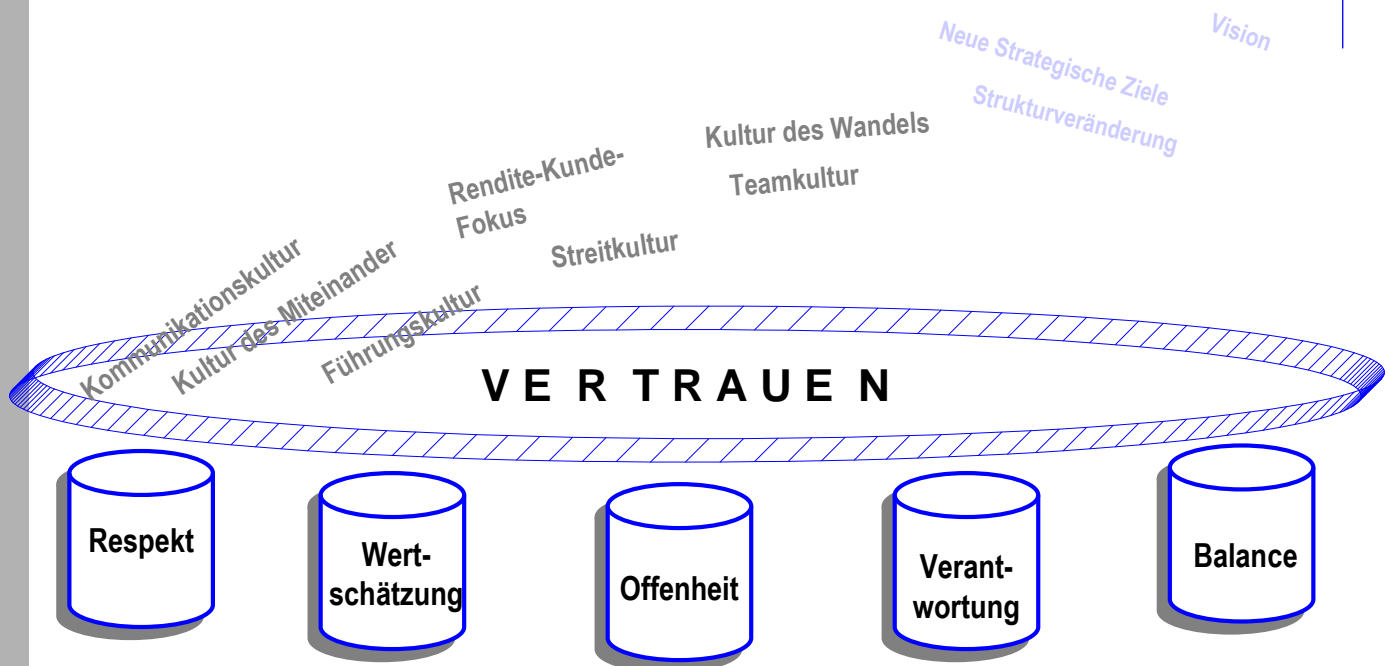 Vision
Neue Strategische Ziele
Strukturveränderung
Kultur des Wandels
Teamkultur
Rendite-Kunde-
Fokus
Streitkultur
Kommunikationskultur
Kultur des Miteinander
Führungskultur
VERTRAUEN
Respekt
Wert-
schätzung
Offenheit
Verant-
wortung
Balance